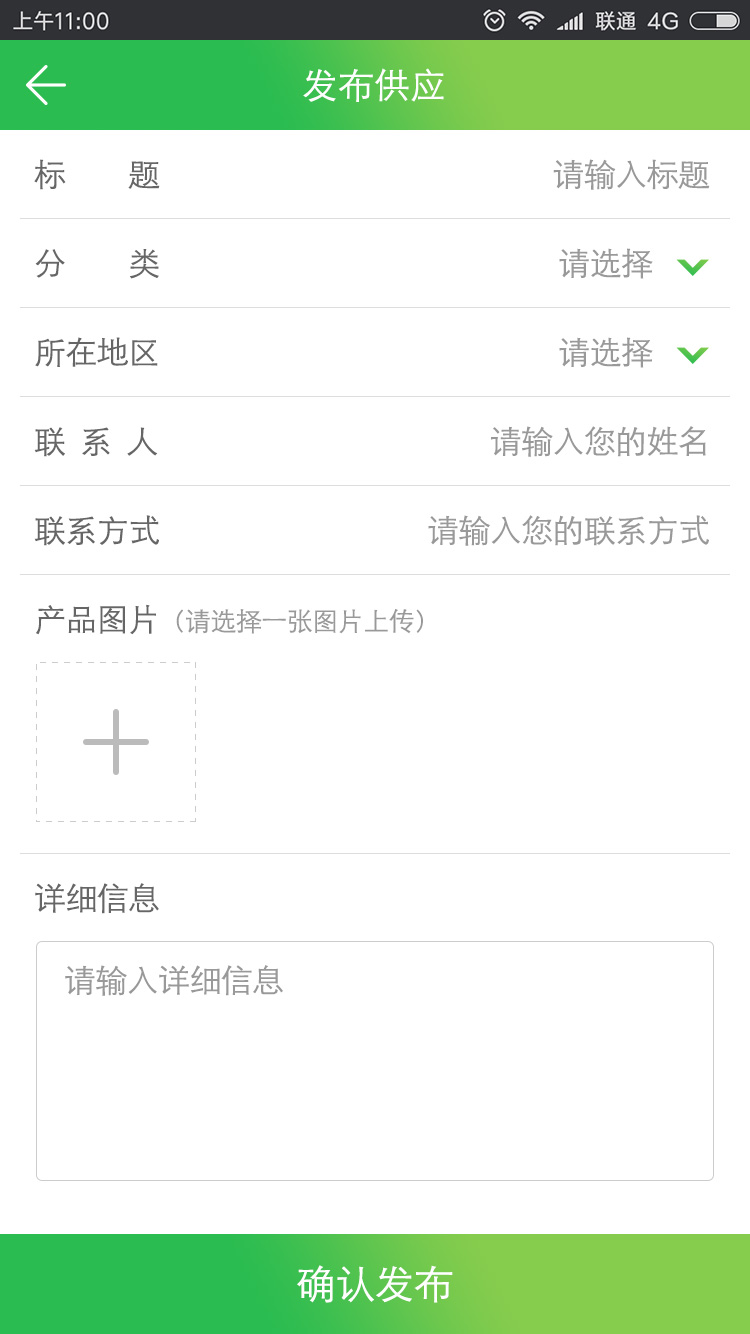 上午11:00 联通 4G
发布供应
标 题 请输入标题
分 类 请选择
所在地区 请选择
联 系 人 请输入您的姓名
联系方式 请输入您的联系方式
产品图片（请选择一张图片上传）
详细信息
请输入详细信息
确认发布